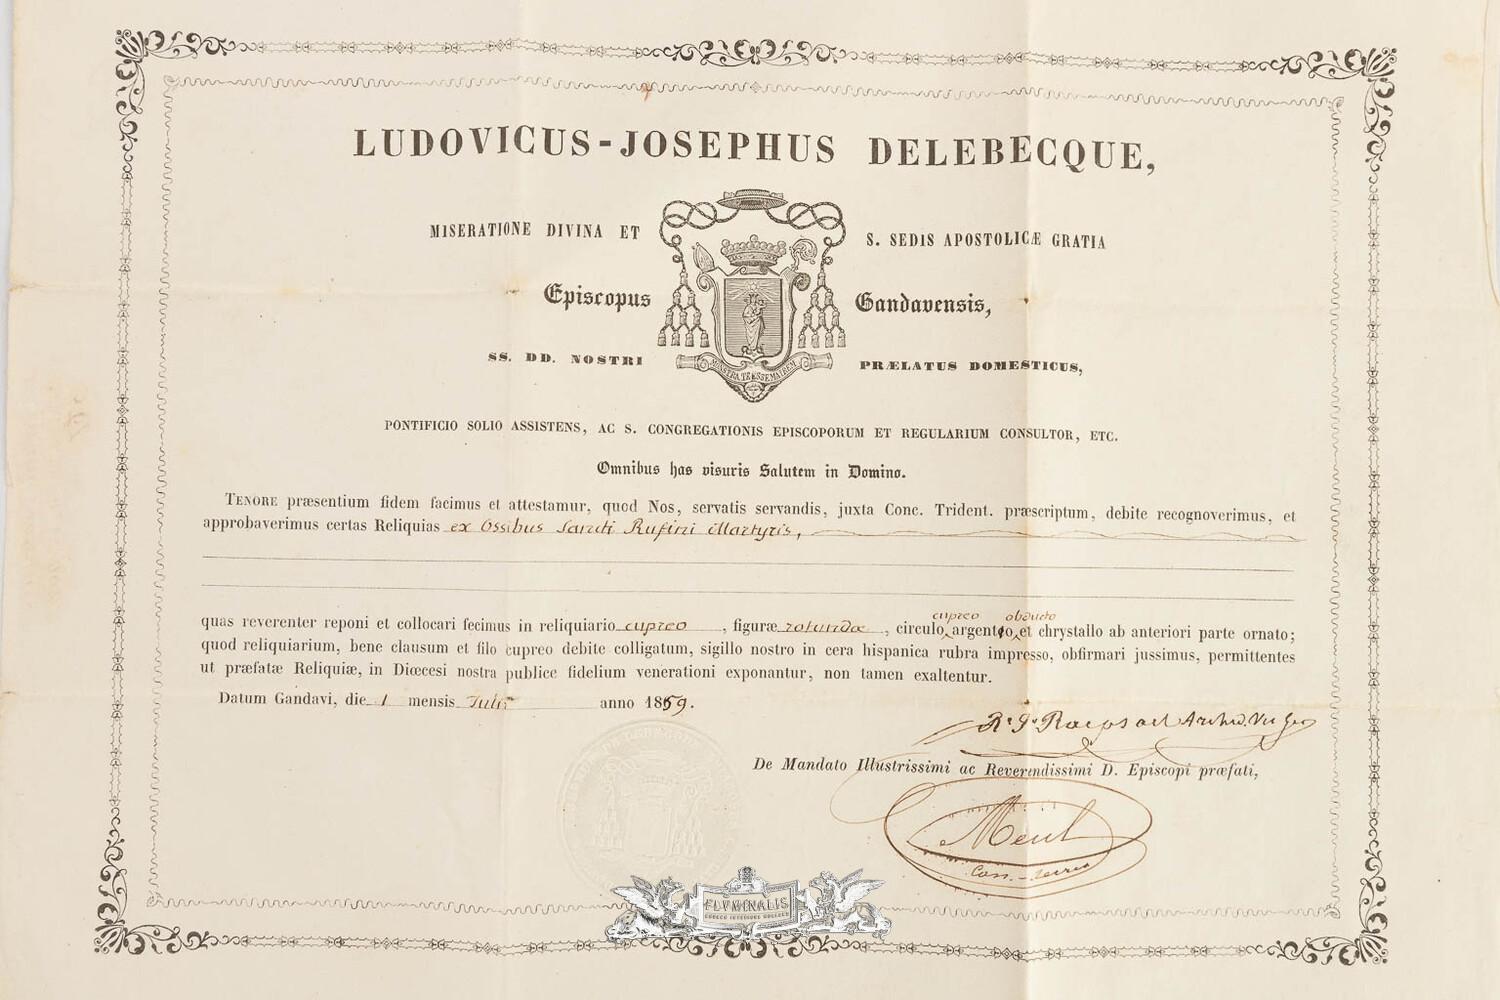 LUDOVICUS-JOSEPHUS DELEBECQUE,
MISERATIONE DIVINA ET S. SEDIS APOSTOLICÆ GRATIA
Episcopus Gandavensis,
SS. DD. NOSTRI PRÆLATUS DOMESTICUS,
MONSTRA TE ESSE MATREM
PONTIFICIO SOLIO ASSISTENS, AC S. CONGREGATIONIS EPISCOPORUM ET REGULARIUM CONSULTOR, ETC.
Omnibus has visuris Salutem in Domino.
TENORE præsentium fidem facimus et attestamur, quod Nos, servatis servandis, juxta Conc. Trident. præscriptum, debite recognoverimus, et
approbaverimus certas Reliquias ex Ossibus Sancti Rufini Martyris,
cupreo obducto
quas reverenter reponi et collocari fecimus in reliquiario cupreo, figuræ rotundæ, circulo argento et chrystallo ab anteriori parte ornato;
quod reliquiarium, bene clausum et filo cupreo debite colligatum, sigillo nostro in cera hispanica rubra impresso, obfirmari jussimus, permittentes
ut præfatæ Reliquiæ, in Diœcesi nostra publice fidelium venerationi exponantur, non tamen exaltentur.
Datum Gandavi, die 1 mensis Julii anno 1859.
De Mandato Illustrissimi ac Reverendissimi D. Episcopi præfati,
FLVMINALIS